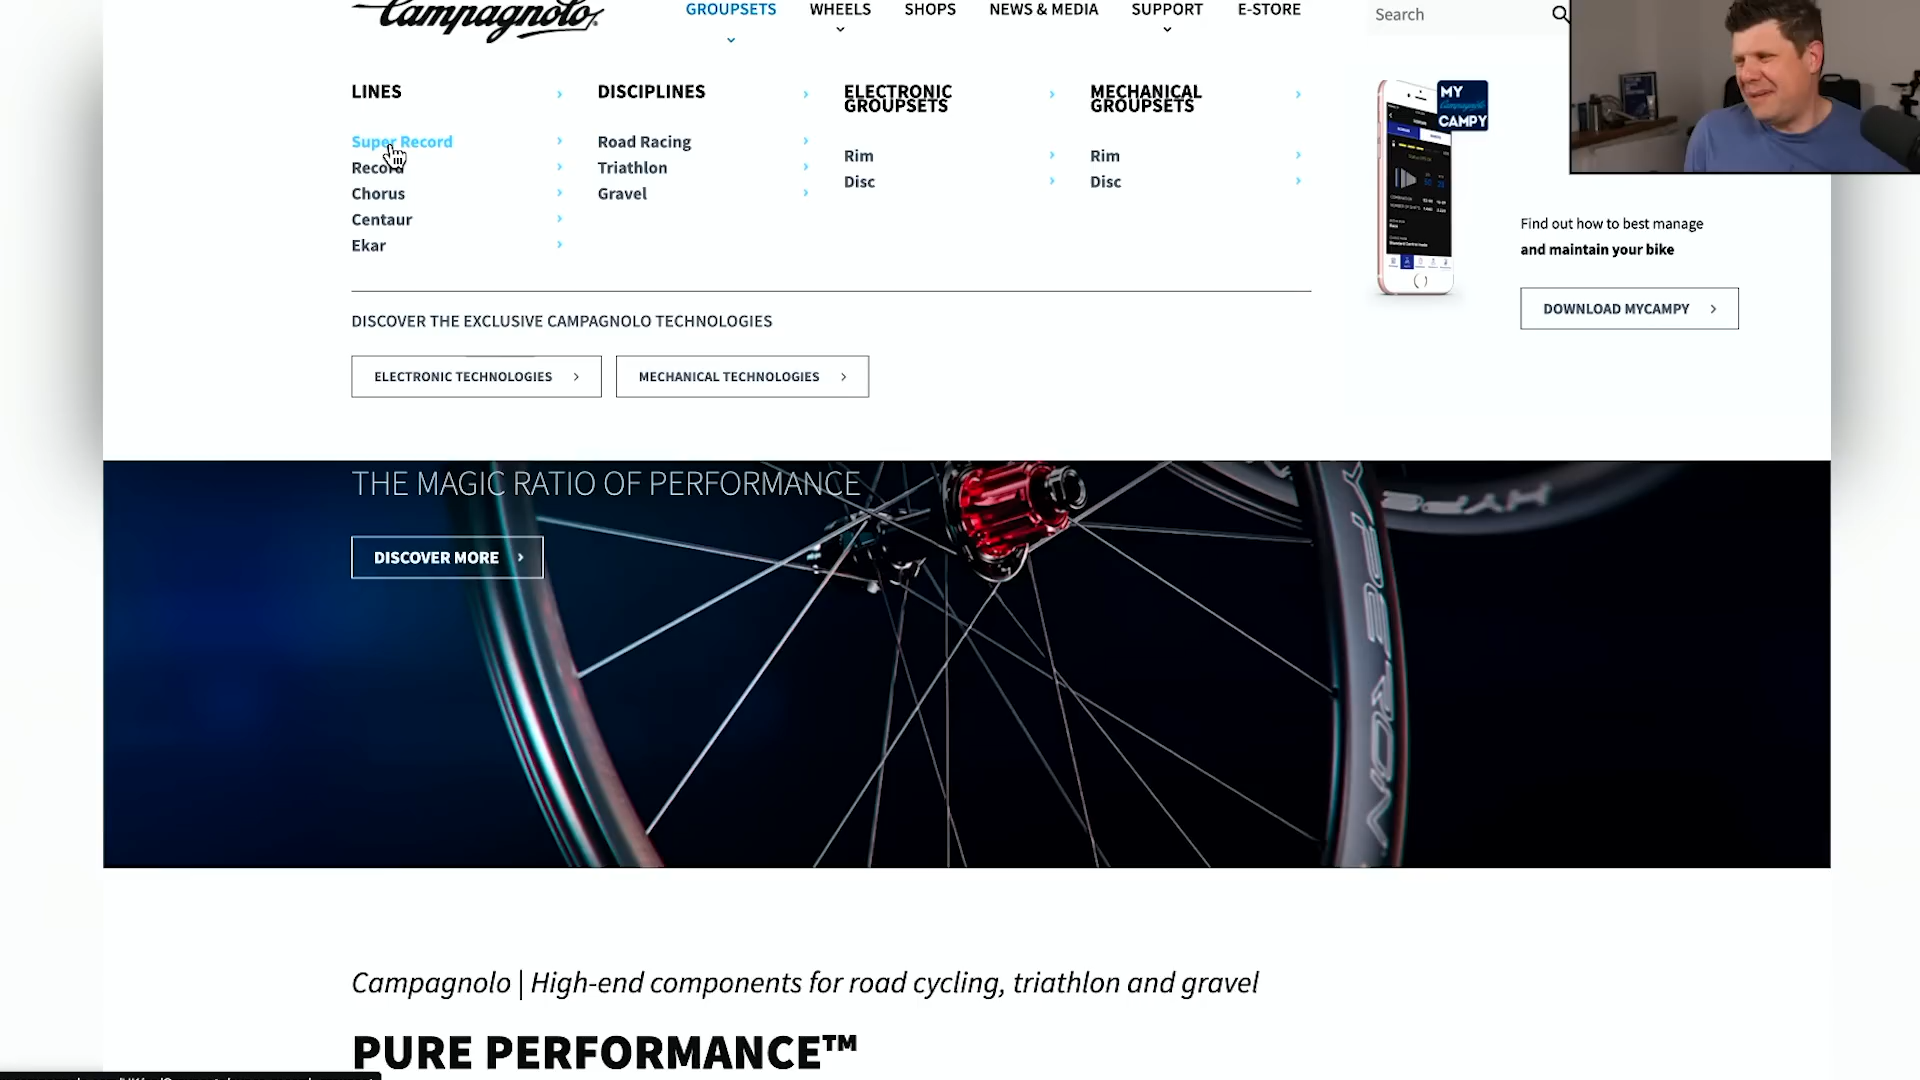 Campagnolo
GROUPSETS
WHEELS
SHOPS
NEWS & MEDIA
SUPPORT
E-STORE
Search
LINES
Super Record
Record
Chorus
Centaur
Ekar
DISCIPLINES
Road Racing
Triathlon
Gravel
ELECTRONIC
GROUPSETS
Rim
Disc
MECHANICAL
GROUPSETS
Rim
Disc
MY
Campagnolo
CAMPY
Find out how to best manage
and maintain your bike
DOWNLOAD MYCAMPY
DISCOVER THE EXCLUSIVE CAMPAGNOLO TECHNOLOGIES
ELECTRONIC TECHNOLOGIES
MECHANICAL TECHNOLOGIES
THE MAGIC RATIO OF PERFORMANCE
DISCOVER MORE
HYPE
HYPERON
Campagnolo | High-end components for road cycling, triathlon and gravel
PURE PERFORMANCE™